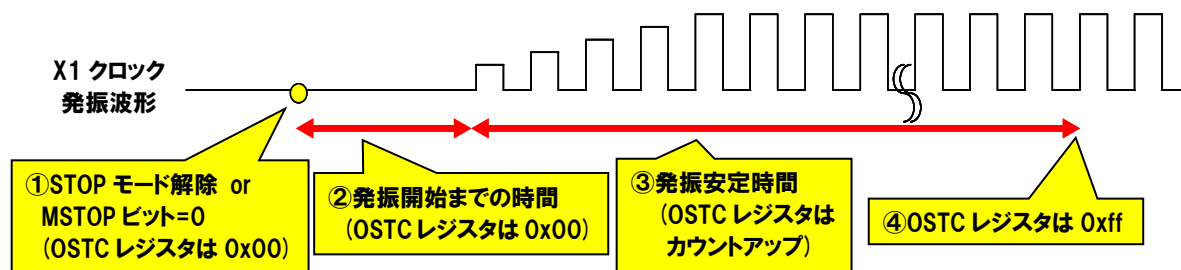 X1 クロック
発振波形
①STOP モード解除 or
MSTOP ビット=0
(OSTC レジスタは 0x00)
②発振開始までの時間
(OSTC レジスタは 0x00)
③発振安定時間
(OSTC レジスタは
カウントアップ)
④OSTC レジスタは 0xff